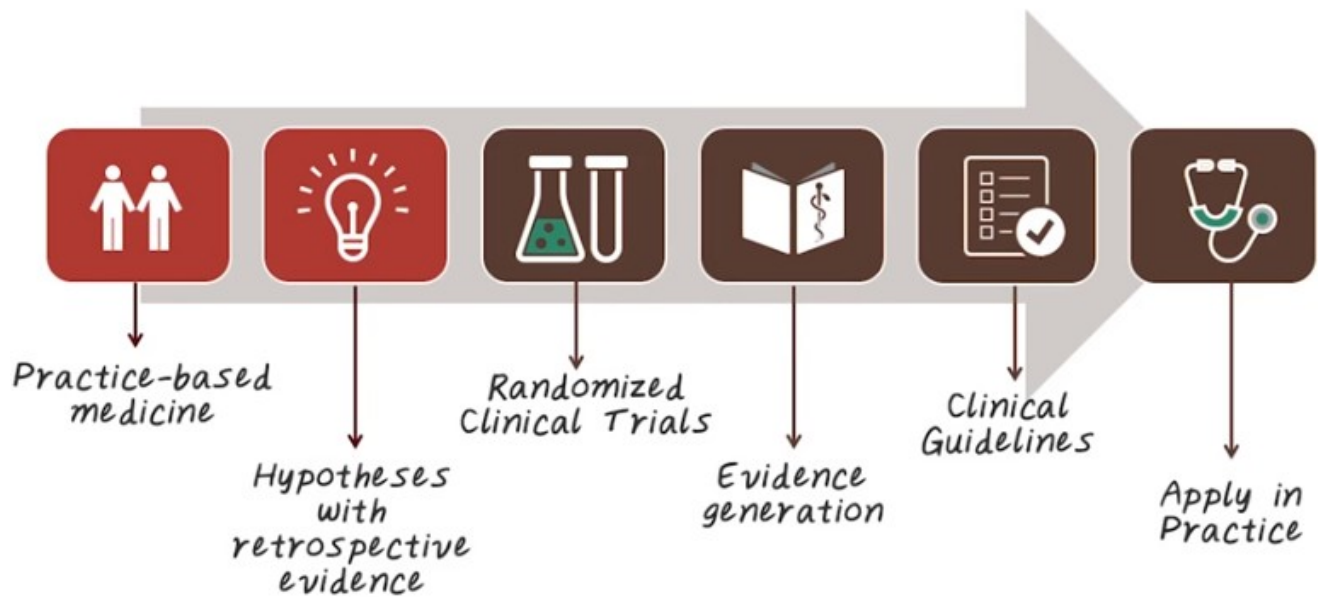 Practice-based
medicine
Hypotheses
with
retrospective
evidence
Randomized
Clinical Trials
Evidence
generation
Clinical
Guidelines
Apply in
Practice